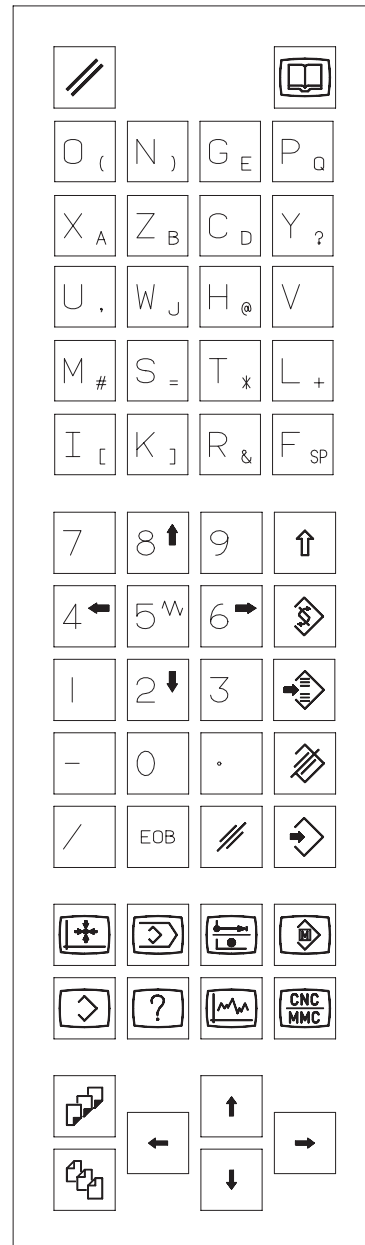 O ( N ) G E P Q
X A Z B C D Y ?
U , W J H @ V
M # S = T * L +
I [ K ] R & F SP
7 8 9
4 5 6
1 2 3
- 0 .
/ EOB
M
? CNC
MMC